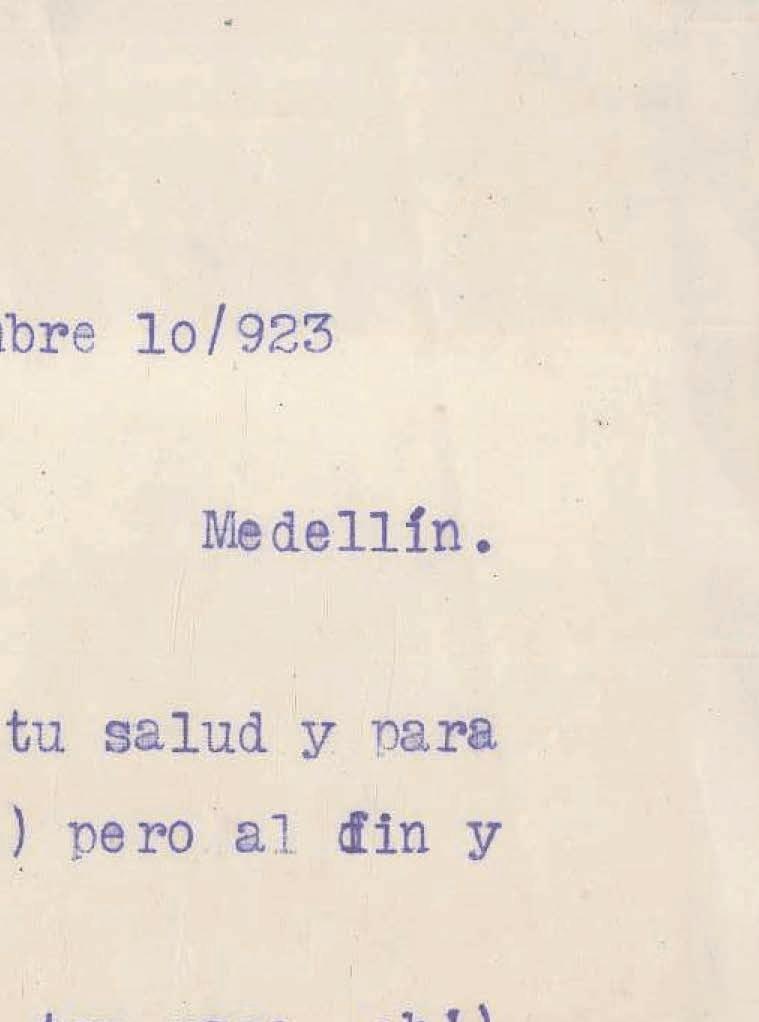 bre 1o/923
Medellín.
tu salud y para
) pero al fin y